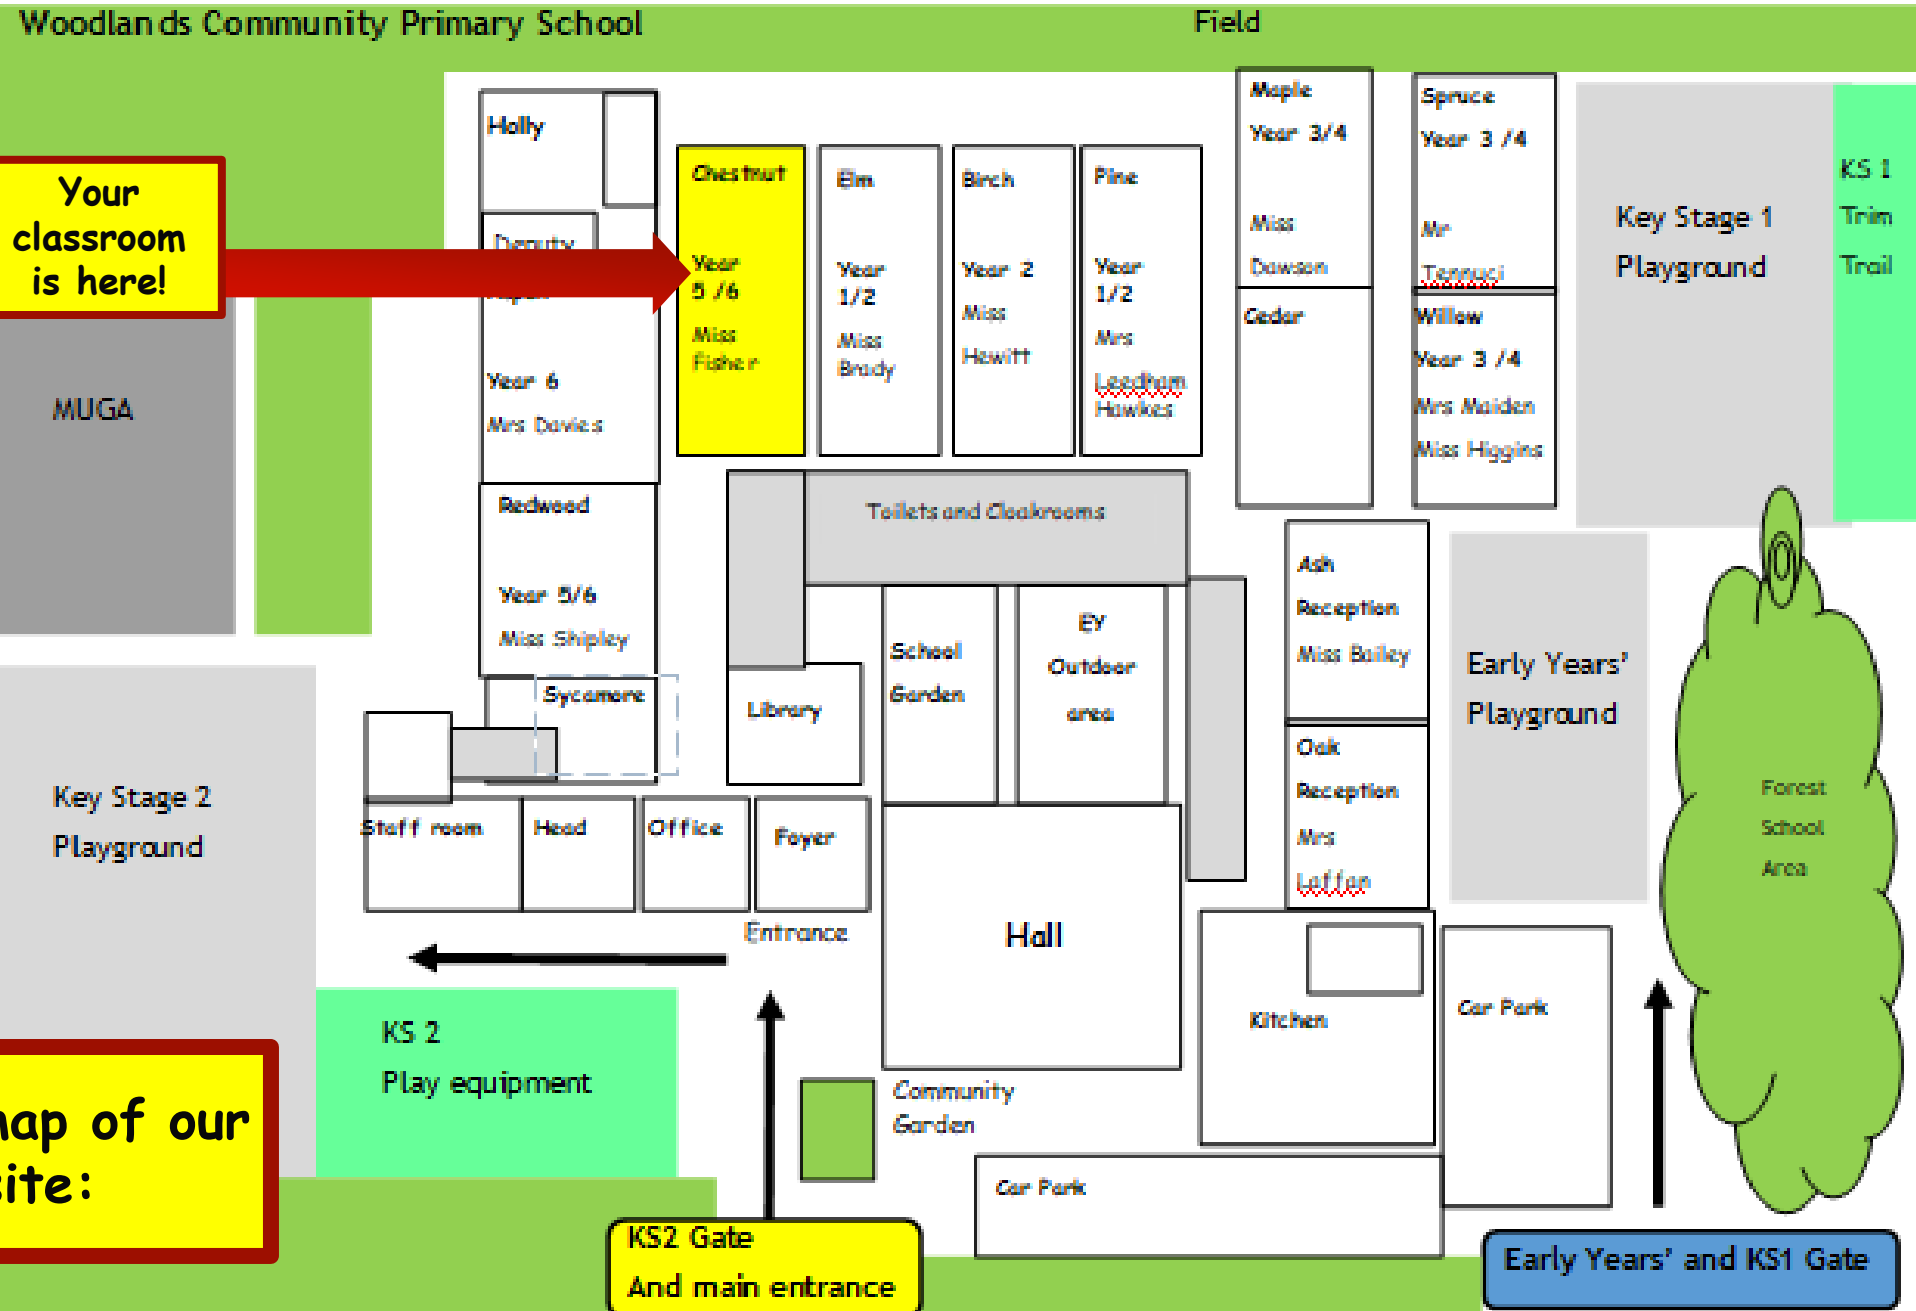 Woodlands Community Primary School
Field
Your
classroom
is here!
MUGA
Key Stage 2
Playground
map of our
site:
KS 2
Play equipment
Holly
Deputy
Year 6
Mrs Davies
Redwood
Year 5/6
Miss Shipley
Sycamore
Staff room
Head
Office
Foyer
Entrance
Chestnut
Year
5 /6
Miss
Fisher
Elm
Year
1/2
Miss
Brady
Birch
Year 2
Miss
Hewitt
Pine
Year
1/2
Mrs
Leedham
Hawkes
Toilets and Cloakrooms
Library
School
Garden
EY
Outdoor
area
Hall
Community
Garden
Maple
Year 3/4
Miss
Dawson
Cedar
Spruce
Year 3 /4
Mr
Tennuci
Willow
Year 3 /4
Mrs Maiden
Miss Higgins
Key Stage 1
Playground
KS 1
Trim
Trail
Ash
Reception
Miss Bailey
Oak
Reception
Mrs
Laffan
Early Years'
Playground
Forest
School
Area
Kitchen
Car Park
Car Park
KS2 Gate
And main entrance
Early Years' and KS1 Gate